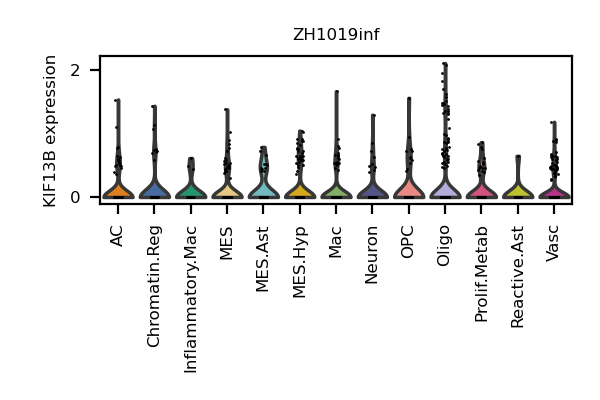 ZH1019inf
KIF13B expression
2
0
AC
Chromatin.Reg
Inflammatory.Mac
MES
MES.Ast
MES.Hyp
Mac
Neuron
OPC
Oligo
Prolif.Metab
Reactive.Ast
Vasc